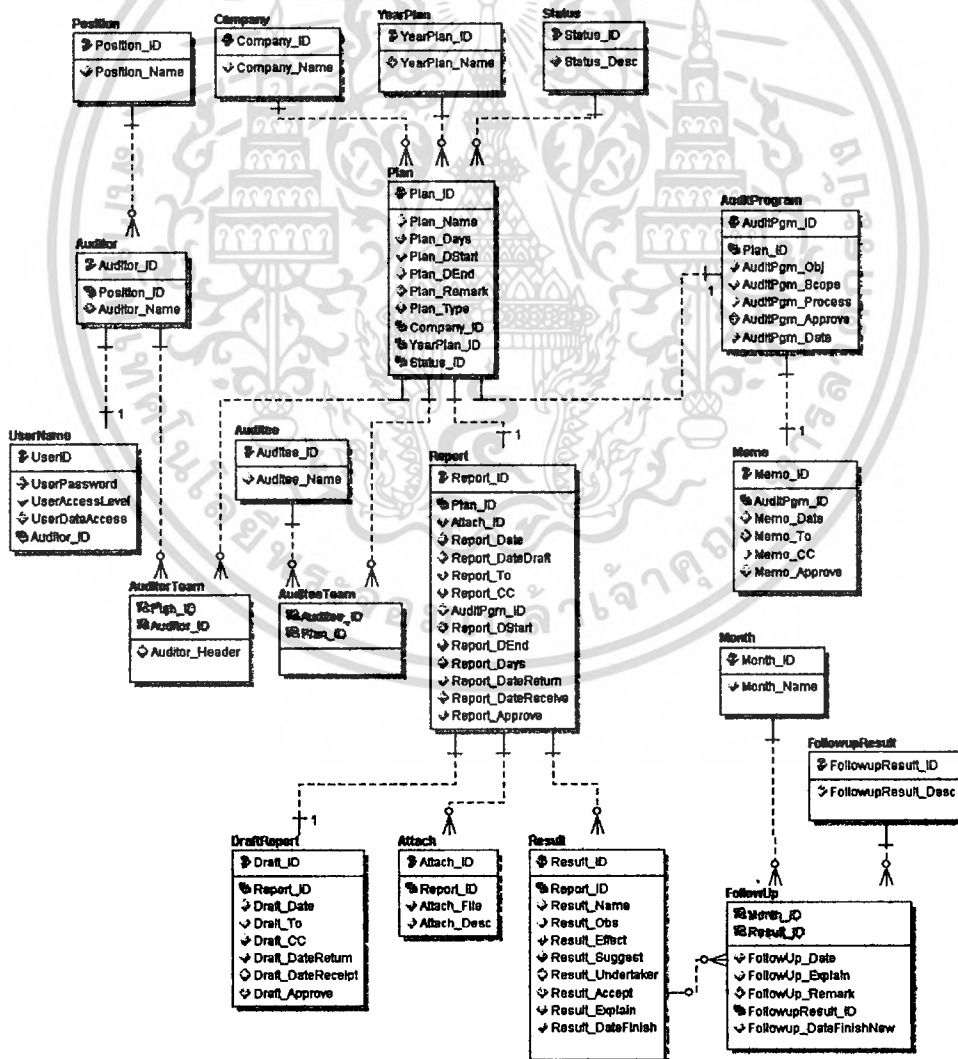 Position
Position_ID
Position_Name
Company
Company_ID
Company_Name
YearPlan
YearPlan_ID
YearPlan_Name
Status
Status_ID
Status_Desc
Plan
Plan_ID
Plan_Name
Plan_Days
Plan_DStart
Plan_DEnd
Plan_Remark
Plan_Type
Company_ID
YearPlan_ID
Status_ID
AuditProgram
AuditPgm_ID
Plan_ID
AuditPgm_Obj
AuditPgm_Scope
AuditPgm_Process
AuditPgm_Approve
AuditPgm_Date
1
Auditor
Auditor_ID
Position_ID
Auditor_Name
1
UserName
UserID
UserPassword
UserAccessLevel
UserDataAccess
Auditor_ID
Auditee
Auditee_ID
Auditee_Name
1
Report
Report_ID
Plan_ID
Attach_ID
Report_Date
Report_DateDraft
Report_To
Report_CC
AuditPgm_ID
Report_DStart
Report_DEnd
Report_Days
Report_DateReturn
Report_DateReceive
Report_Approve
1
Memo
Memo_ID
AuditPgm_ID
Memo_Date
Memo_To
Memo_CC
Memo_Approve
AuditorTeam
Plan_ID
Auditor_ID
Auditor_Header
AuditeeTeam
Auditee_ID
Plan_ID
Month
Month_ID
Month_Name
FollowupResult
FollowupResult_ID
FollowupResult_Desc
1
DraftReport
Draft_ID
Report_ID
Draft_Date
Draft_To
Draft_CC
Draft_DateReturn
Draft_DateReceipt
Draft_Approve
Attach
Attach_ID
Report_ID
Attach_File
Attach_Desc
Result
Result_ID
Report_ID
Result_Name
Result_Obs
Result_Effect
Result_Suggest
Result_Undertaker
Result_Accept
Result_Explain
Result_DateFinish
FollowUp
Month_ID
Result_ID
FollowUp_Date
FollowUp_Explain
FollowUp_Remark
FollowupResult_ID
Followup_DateFinishNew